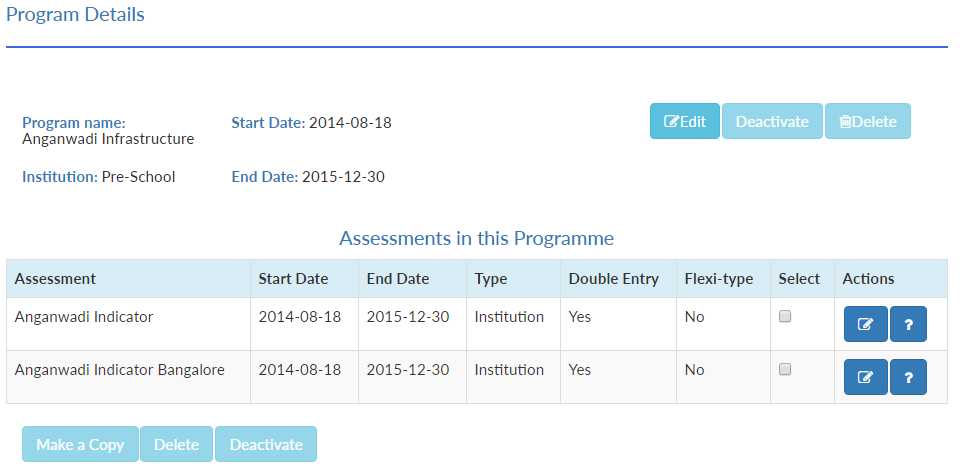 Program Details
Program name: Start Date: 2014-08-18 Edit Deactivate Delete
Anganwadi Infrastructure
Institution: Pre-School End Date: 2015-12-30
Assessments in this Programme
Assessment Start Date End Date Type Double Entry Flexi-type Select Actions
Anganwadi Indicator 2014-08-18 2015-12-30 Institution Yes No ?
Anganwadi Indicator Bangalore 2014-08-18 2015-12-30 Institution Yes No ?
Make a Copy Delete Deactivate